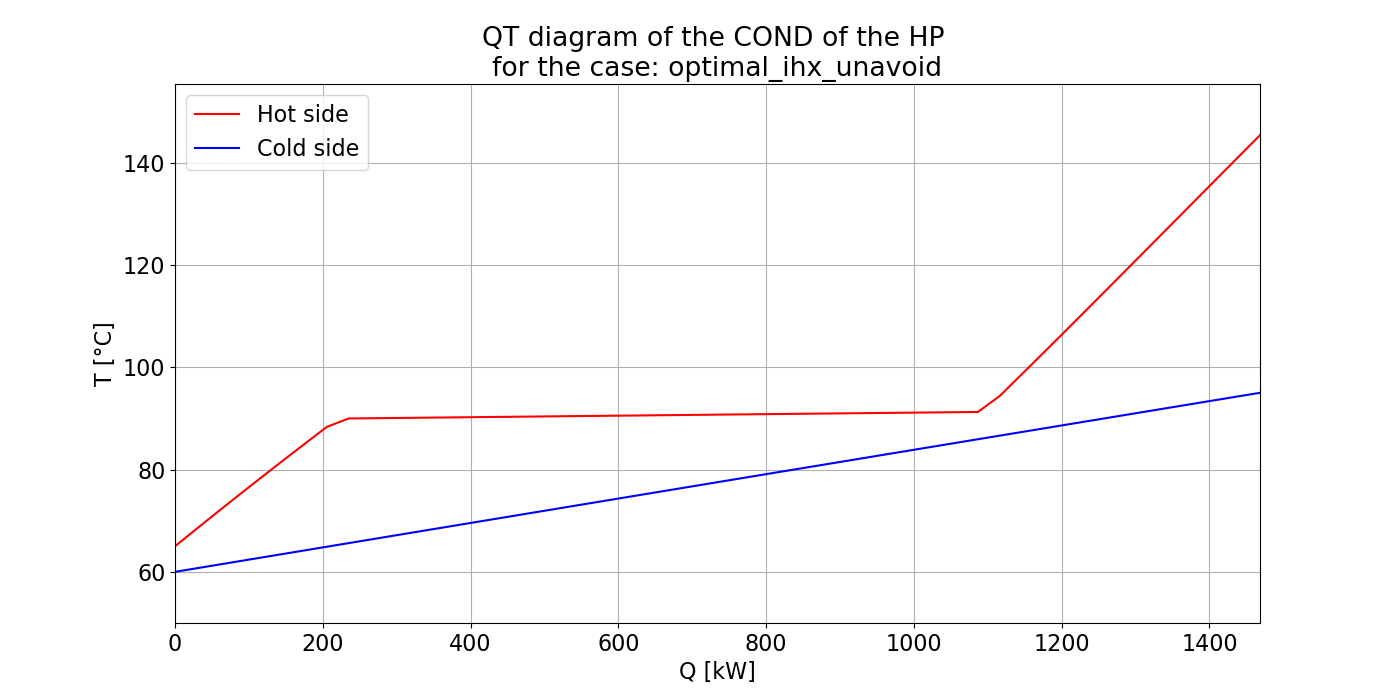 QT diagram of the COND of the HP
for the case: optimal_ihx_unavoid
Hot side
Cold side
T [°C]
140
120
100
80
60
0 200 400 600 800 1000 1200 1400
Q [kW]